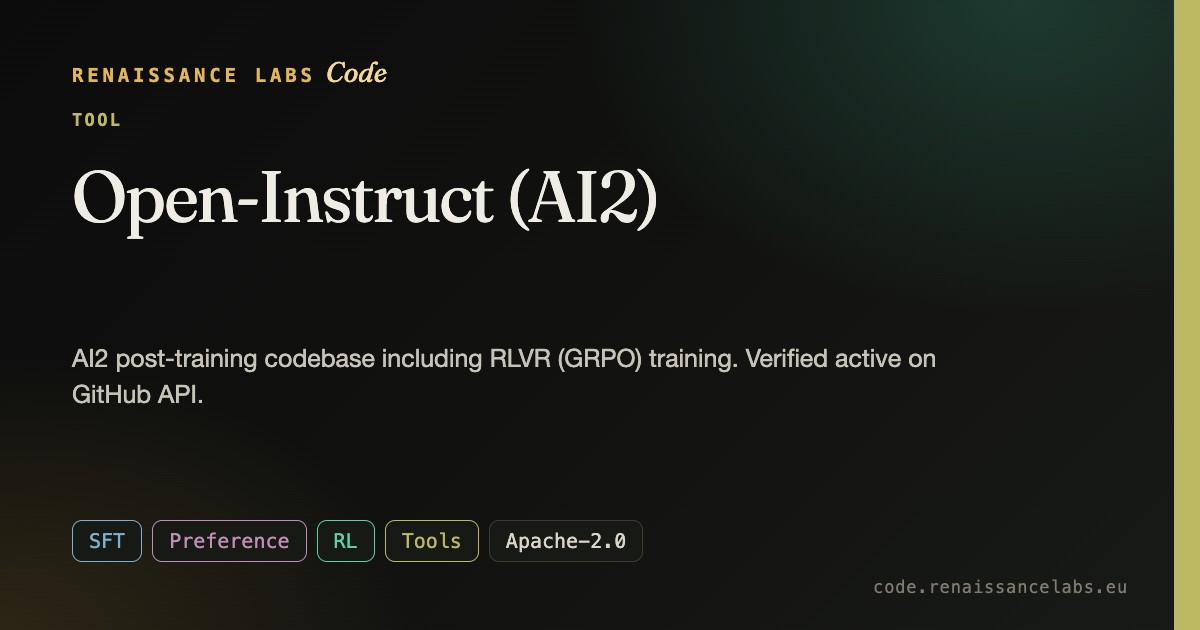 RENAISSANCE LABS Code
TOOL
Open-Instruct (AI2)
AI2 post-training codebase including RLVR (GRPO) training. Verified active on
GitHub API.
SFT Preference RL Tools Apache-2.0
code.renaissancelabs.eu